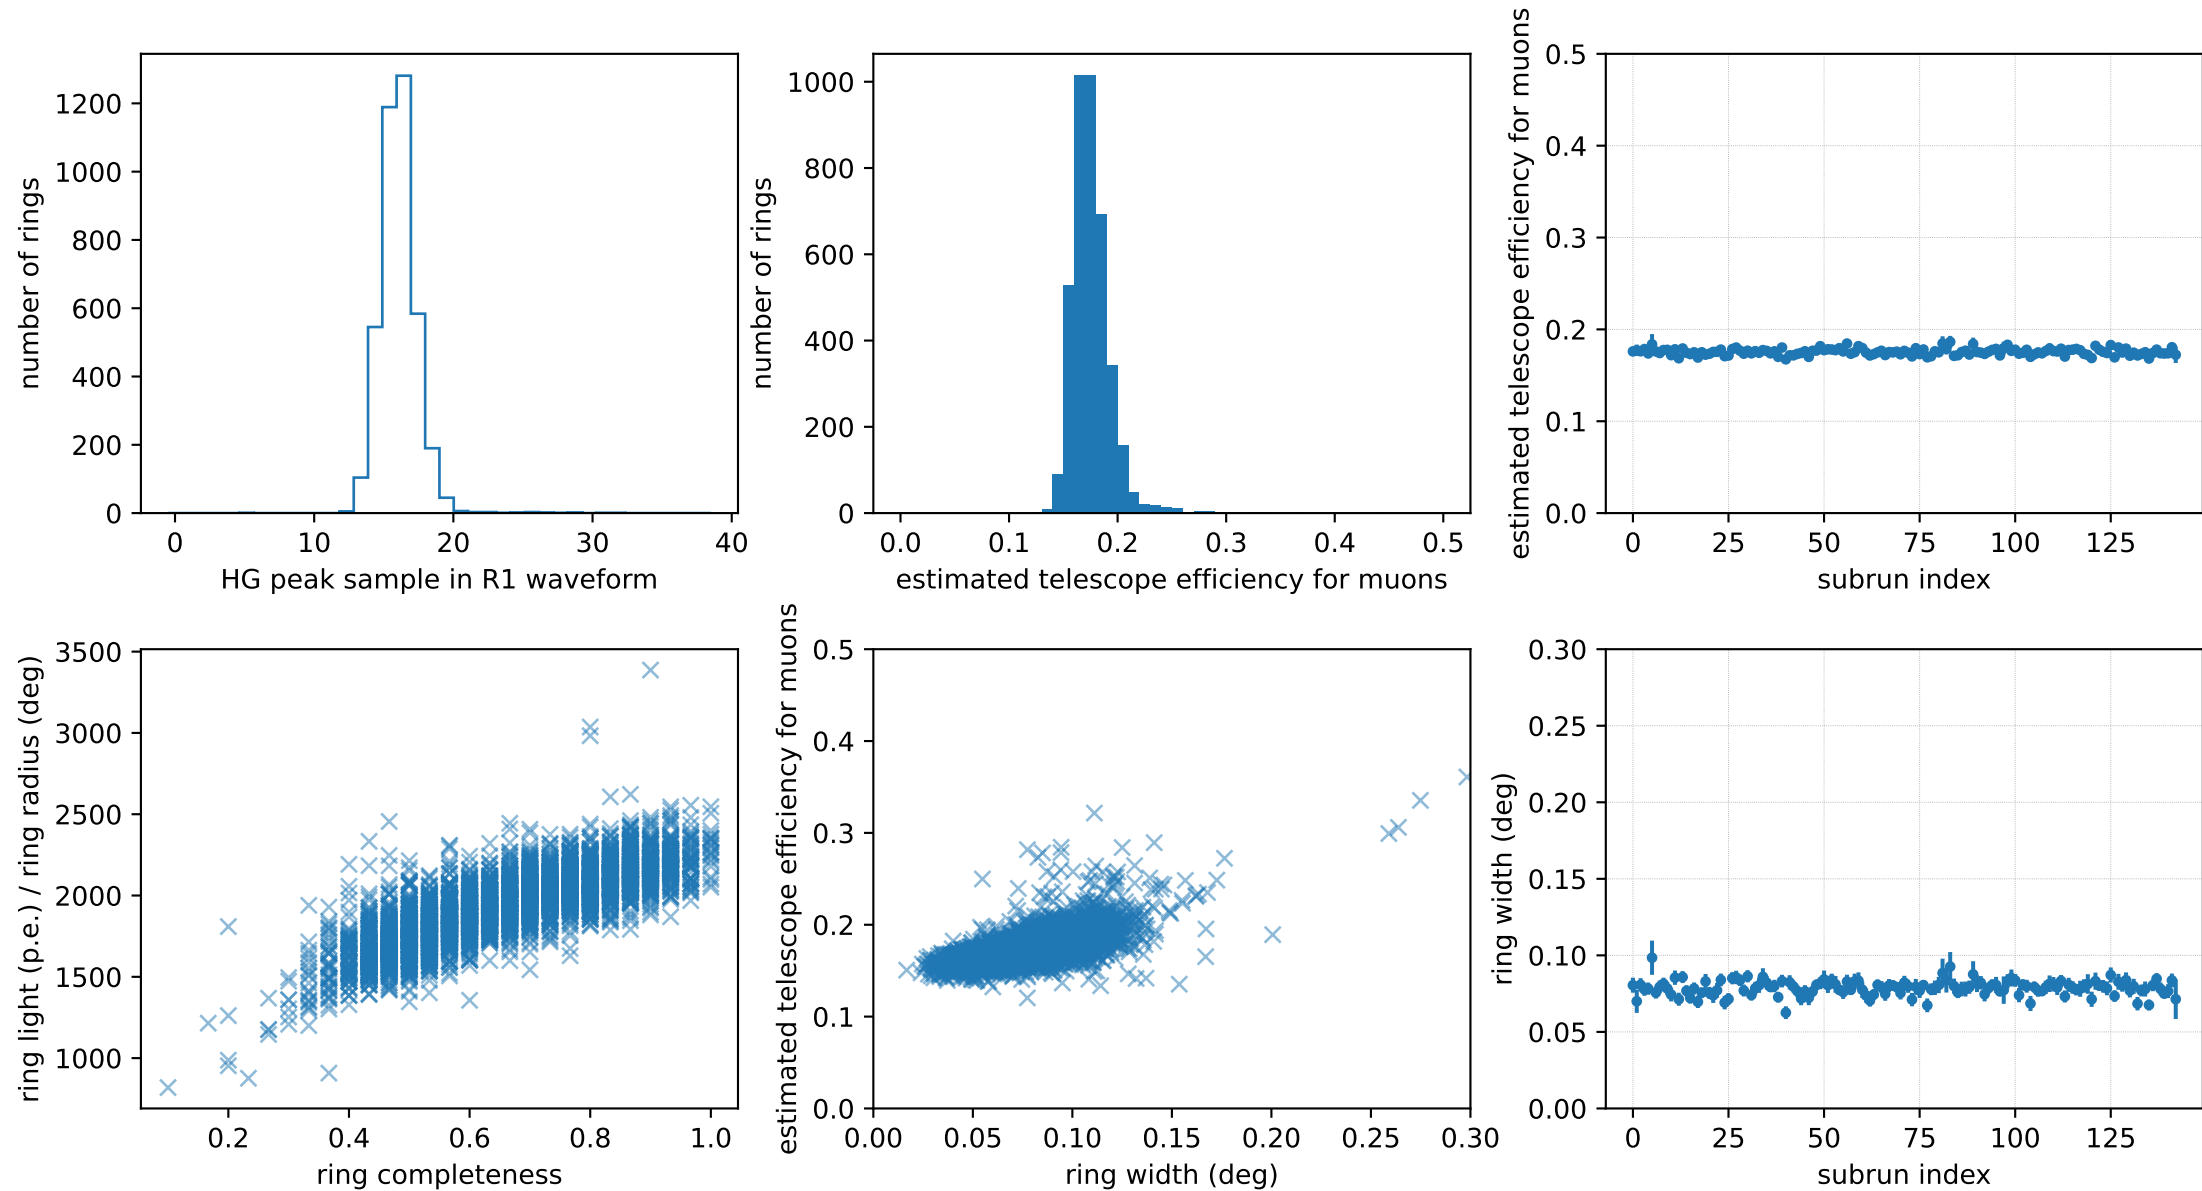 number of rings
1200
1000
800
600
400
200
0
0 10 20 30 40
HG peak sample in R1 waveform
number of rings
1000
800
600
400
200
0
0.0 0.1 0.2 0.3 0.4 0.5
estimated telescope efficiency for muons
estimated telescope efficiency for muons
0.5
0.4
0.3
0.2
0.1
0.0
0 25 50 75 100 125
subrun index
ring light (p.e.) / ring radius (deg)
3500
3000
2500
2000
1500
1000
0.2 0.4 0.6 0.8 1.0
ring completeness
estimated telescope efficiency for muons
0.5
0.4
0.3
0.2
0.1
0.0
0.00 0.05 0.10 0.15 0.20 0.25 0.30
ring width (deg)
ring width (deg)
0.30
0.25
0.20
0.15
0.10
0.05
0.00
0 25 50 75 100 125
subrun index